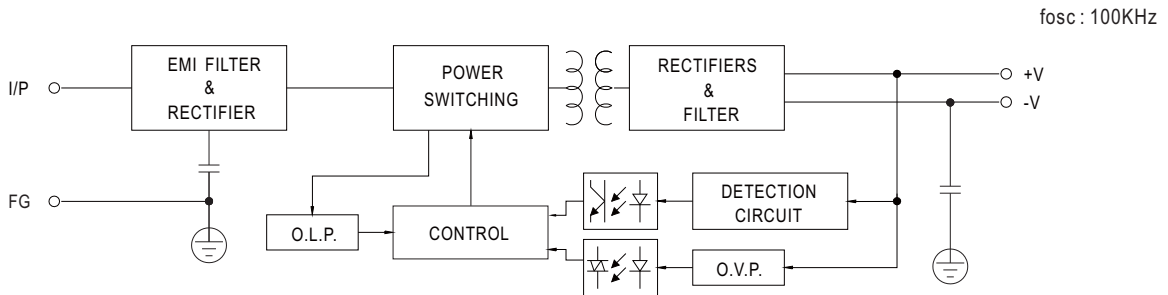 fosc : 100KHz
I/P
EMI FILTER
&
RECTIFIER
POWER
SWITCHING
RECTIFIERS
&
FILTER
+V
-V
FG
O.L.P.
CONTROL
DETECTION
CIRCUIT
O.V.P.